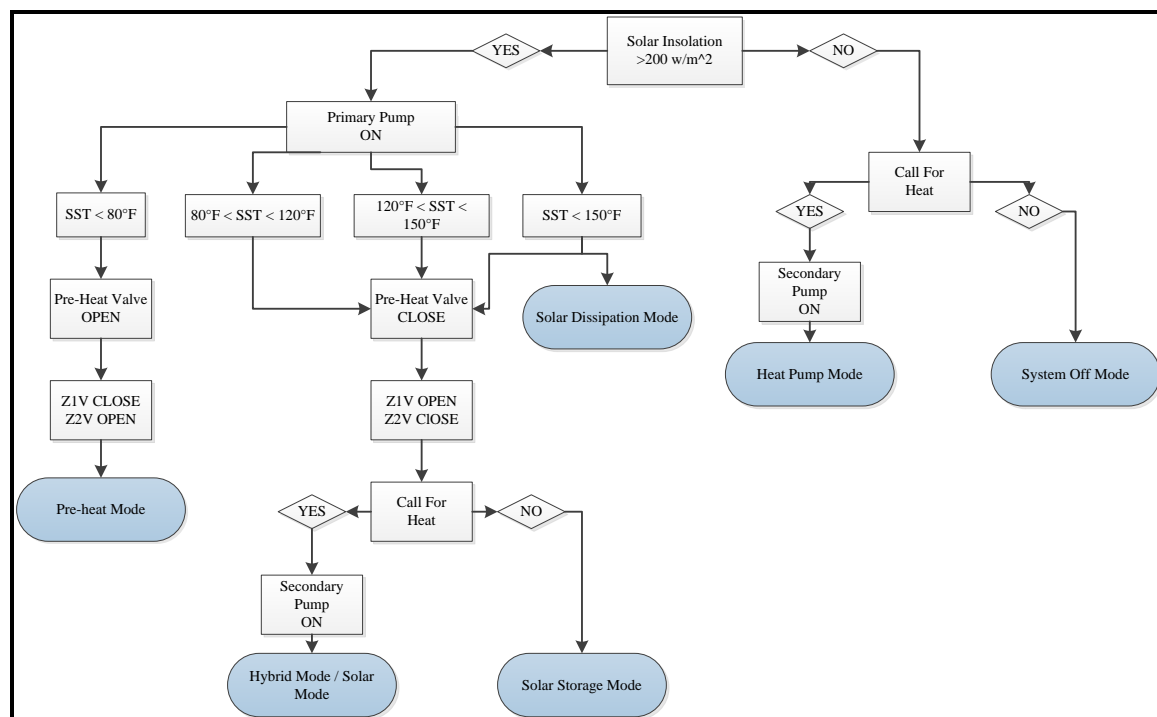 Solar Insolation
>200 w/m^2
YES
NO
Primary Pump
ON
Call For
Heat
SST < 80°F
80°F < SST < 120°F
120°F < SST <
150°F
SST < 150°F
YES
NO
Pre-Heat Valve
OPEN
Pre-Heat Valve
CLOSE
Solar Dissipation Mode
Secondary
Pump
ON
Heat Pump Mode
System Off Mode
Z1V CLOSE
Z2V OPEN
Z1V OPEN
Z2V ClOSE
Pre-heat Mode
YES
Call For
Heat
NO
Secondary
Pump
ON
Hybrid Mode / Solar
Mode
Solar Storage Mode